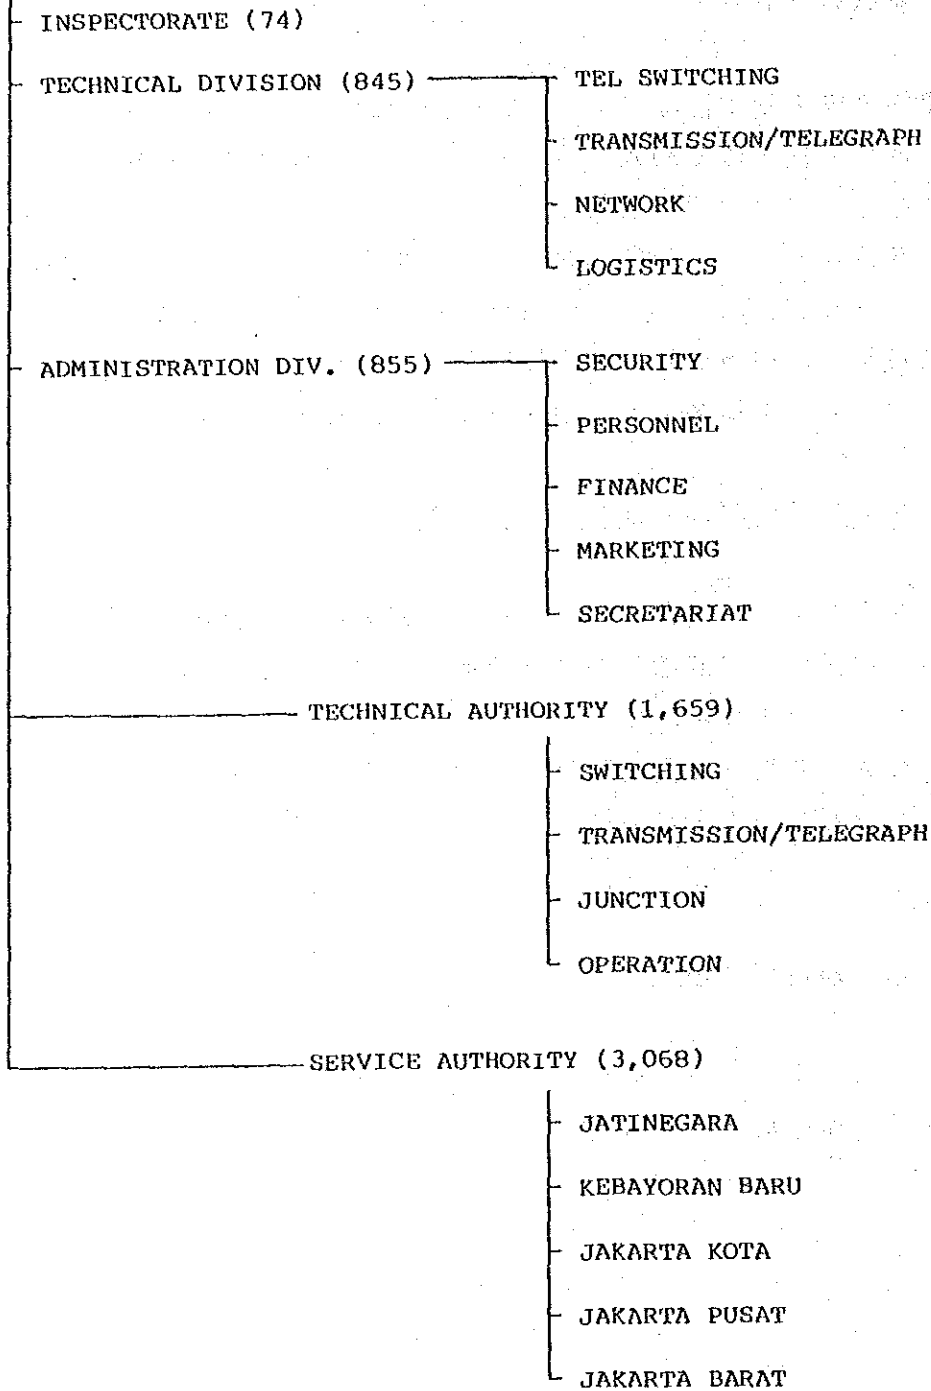 INSPECTORATE (74)
TECHNICAL DIVISION (845)
TEL SWITCHING
TRANSMISSION/TELEGRAPH
NETWORK
LOGISTICS
ADMINISTRATION DIV. (855)
SECURITY
PERSONNEL
FINANCE
MARKETING
SECRETARIAT
TECHNICAL AUTHORITY (1,659)
SWITCHING
TRANSMISSION/TELEGRAPH
JUNCTION
OPERATION
SERVICE AUTHORITY (3,068)
JATINEGARA
KEBAYORAN BARU
JAKARTA KOTA
JAKARTA PUSAT
JAKARTA BARAT